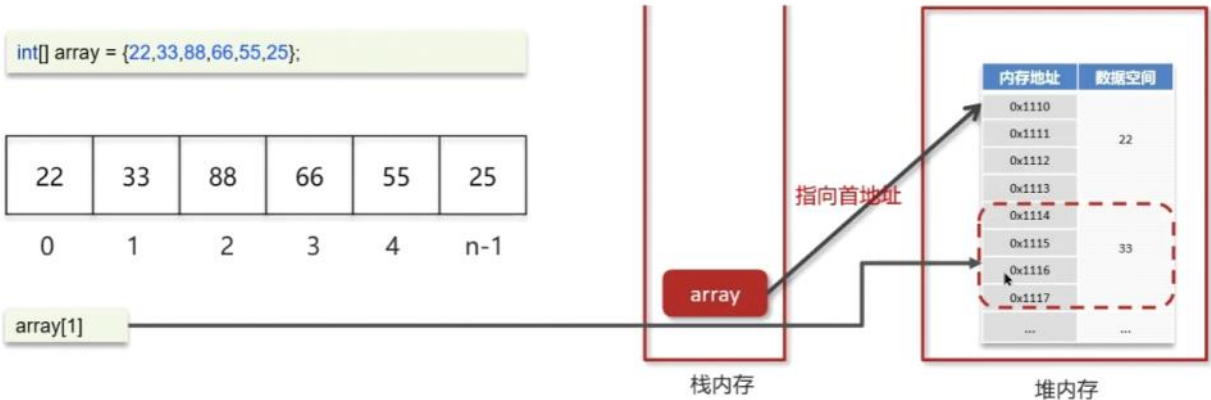 int[] array = {22,33,88,66,55,25};
22 33 88 66 55 25
0 1 2 3 4 n-1
array[1]
指向首地址
array
栈内存
内存地址 数据空间
0x1110
0x1111
22
0x1112
0x1113
0x1114
0x1115
33
0x1116
0x1117
... ...
堆内存